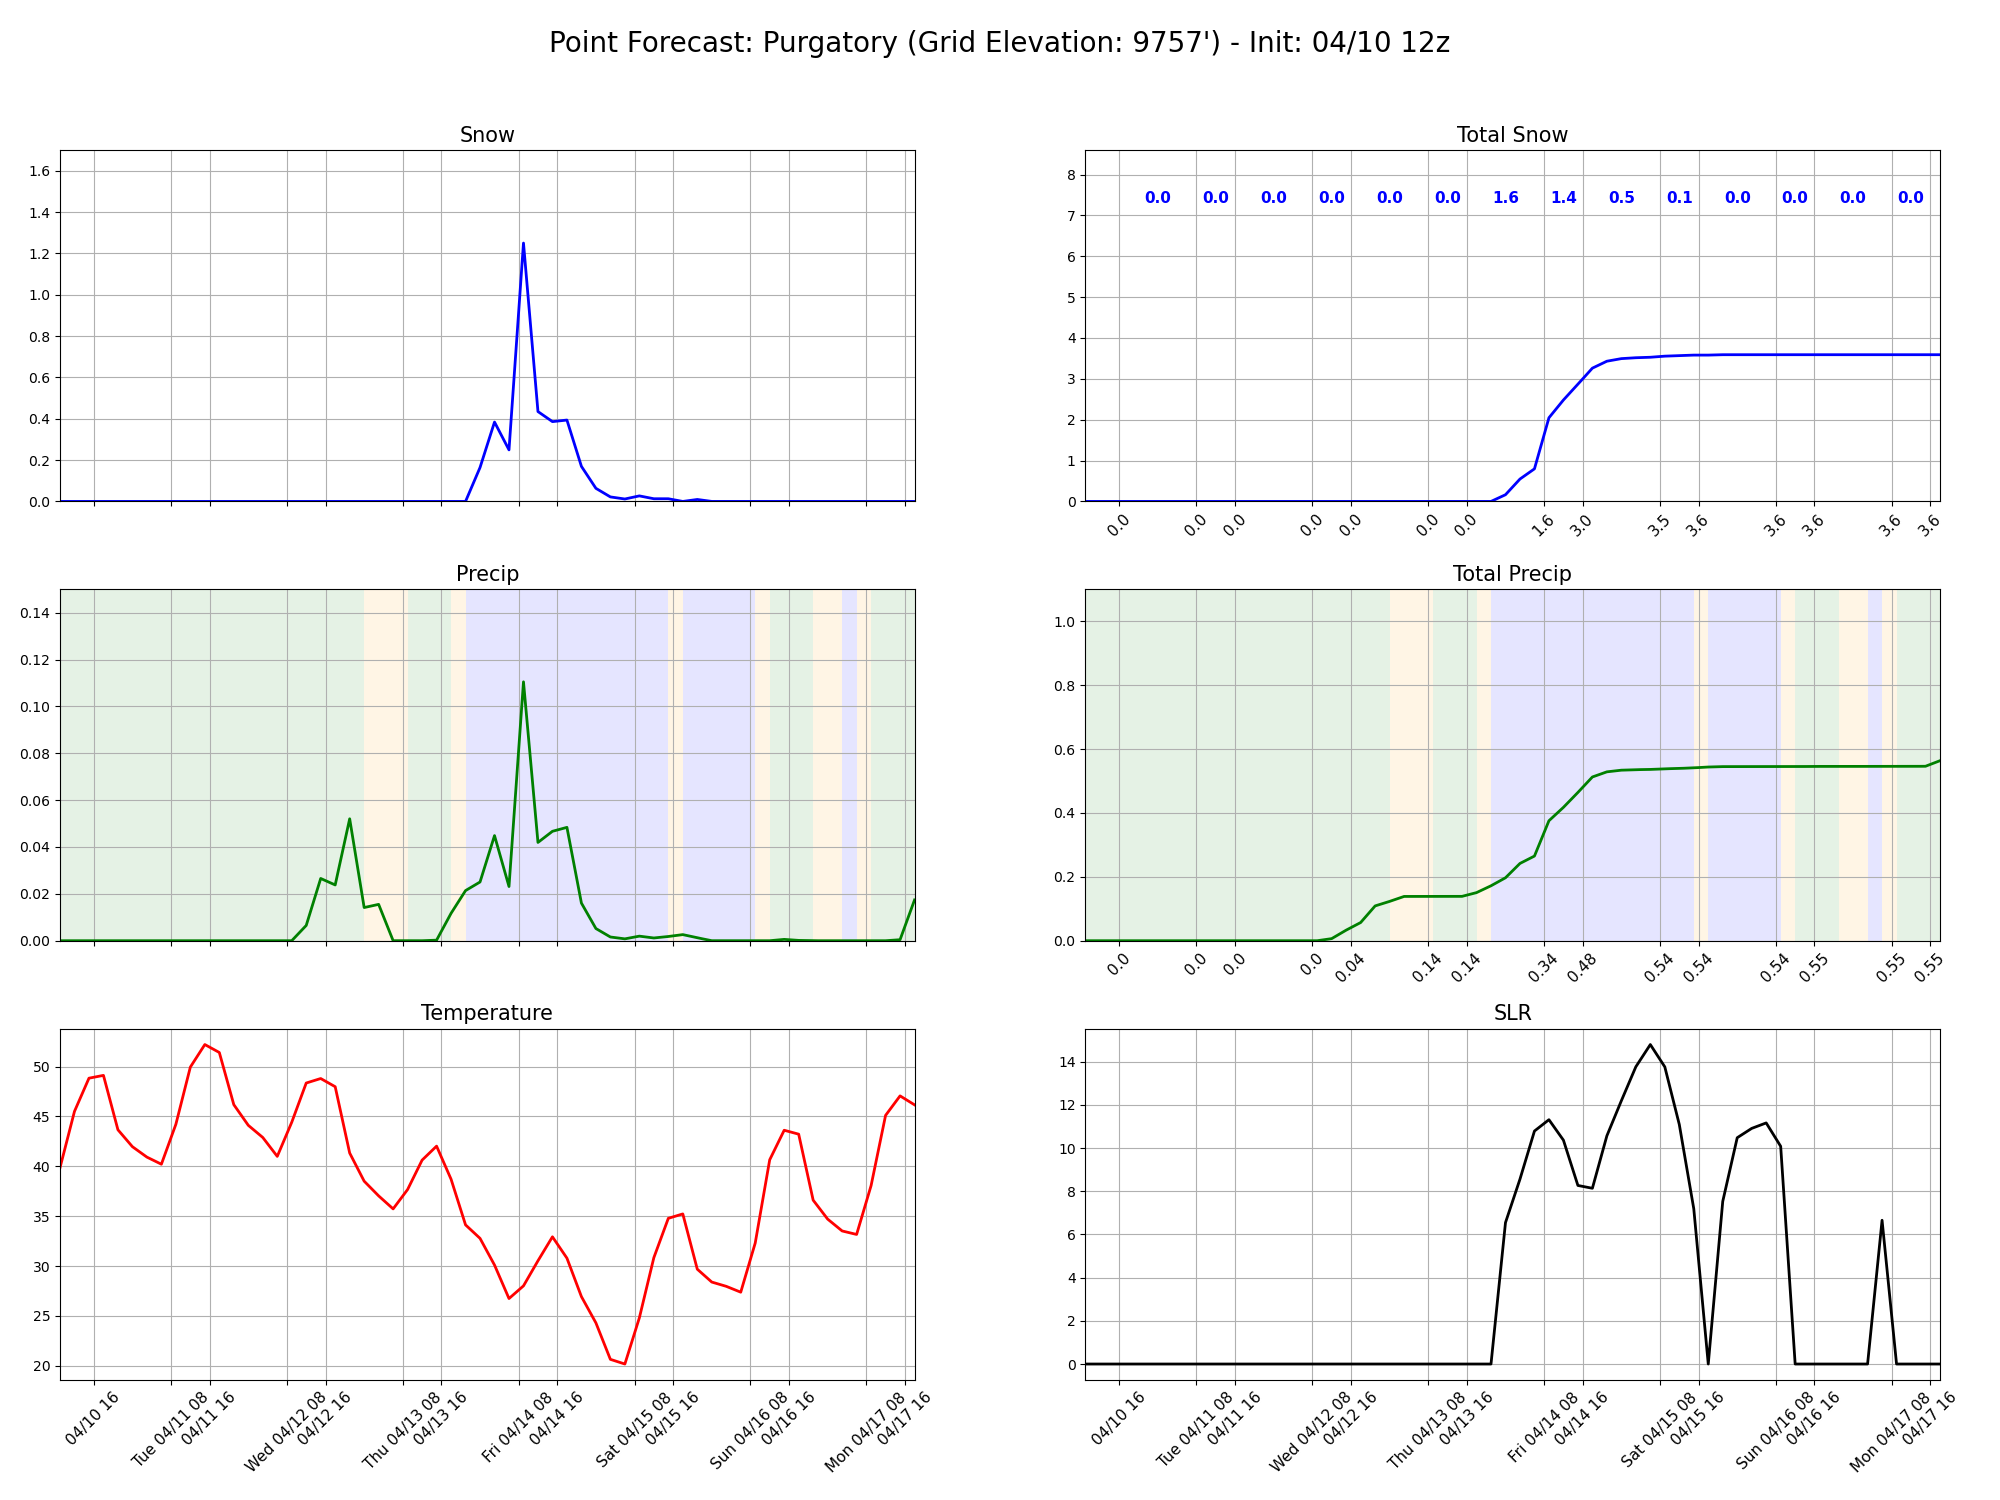 Point Forecast: Purgatory (Grid Elevation: 9757') - Init: 04/10 12z
Snow
1.6
1.4
1.2
1.0
0.8
0.6
0.4
0.2
0.0
Total Snow
8
7
6
5
4
3
2
1
0
0.0 0.0 0.0 0.0 0.0 0.0 1.6 1.4 0.5 0.1 0.0 0.0 0.0 0.0
0.0 0.0 0.0 0.0 0.0 0.0 0.0 1.6 3.0 3.5 3.6 3.6 3.6 3.6 3.6
Precip
0.14
0.12
0.10
0.08
0.06
0.04
0.02
0.00
Total Precip
1.0
0.8
0.6
0.4
0.2
0.0
0.0 0.0 0.0 0.0 0.04 0.14 0.14 0.34 0.48 0.54 0.54 0.54 0.55 0.55 0.55
Temperature
50
45
40
35
30
25
20
04/10 16
Tue 04/11 08
04/11 16
Wed 04/12 08
04/12 16
Thu 04/13 08
04/13 16
Fri 04/14 08
04/14 16
Sat 04/15 08
04/15 16
Sun 04/16 08
04/16 16
Mon 04/17 08
04/17 16
SLR
14
12
10
8
6
4
2
0
04/10 16
Tue 04/11 08
04/11 16
Wed 04/12 08
04/12 16
Thu 04/13 08
04/13 16
Fri 04/14 08
04/14 16
Sat 04/15 08
04/15 16
Sun 04/16 08
04/16 16
Mon 04/17 08
04/17 16